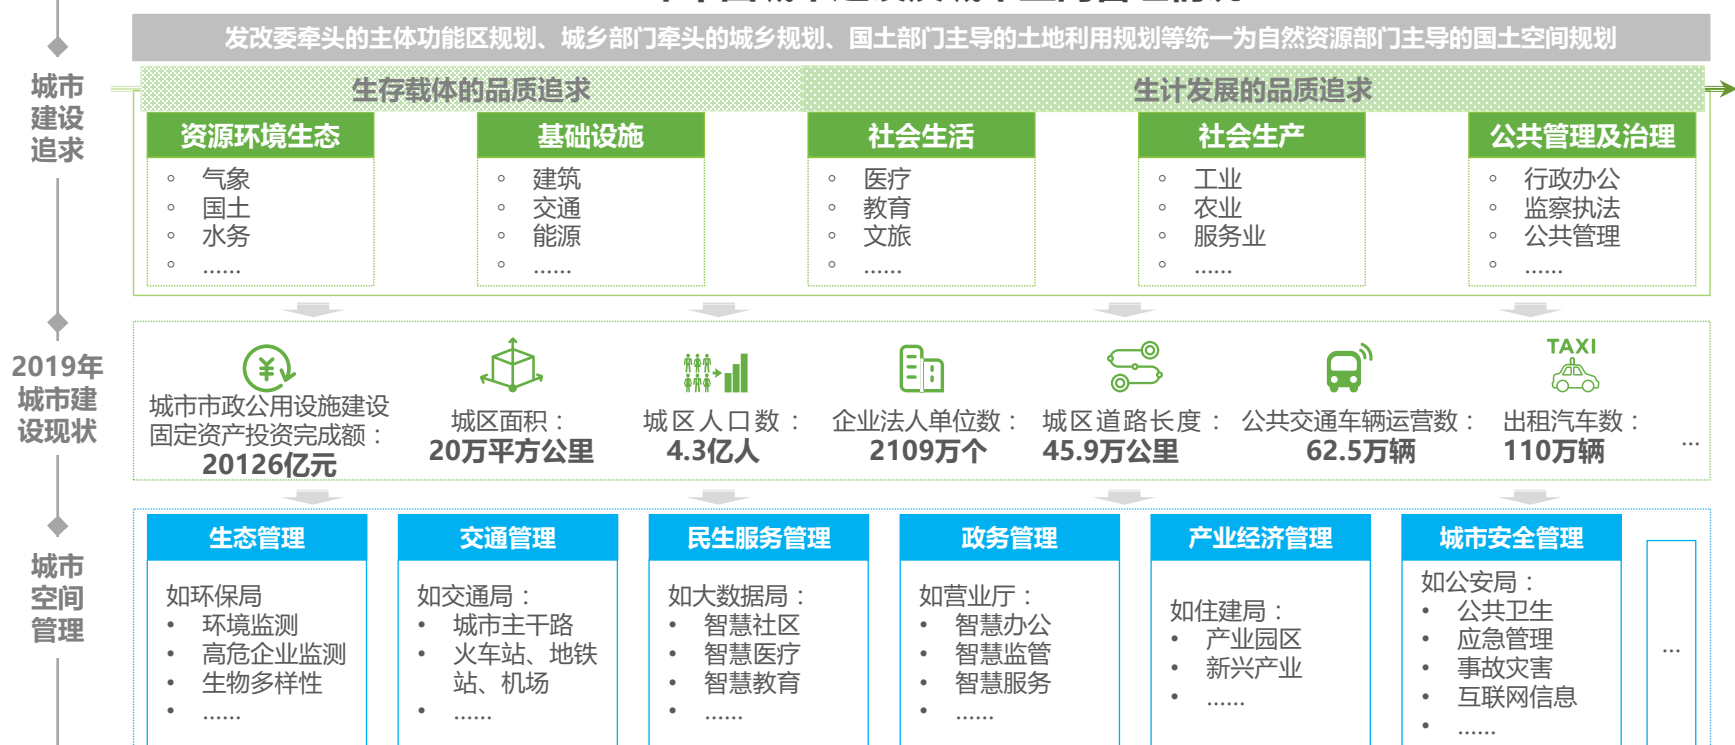 发改委牵头的主体功能区规划、城乡部门牵头的城乡规划、国土部门主导的土地利用规划等统一为自然资源部门主导的国土空间规划
城市
建设
追求
生存载体的品质追求
生计发展的品质追求
资源环境生态
气象
国土
水务
......
基础设施
建筑
交通
能源
......
社会生活
医疗
教育
文旅
......
社会生产
工业
农业
服务业
......
公共管理及治理
行政办公
监察执法
公共管理
......
2019年
城市建
设现状
城市市政公用设施建设
固定资产投资完成额：
20126亿元
城区面积：
20万平方公里
城区人口数：
4.3亿人
企业法人单位数：
2109万个
城区道路长度：
45.9万公里
公共交通车辆运营数：
62.5万辆
TAXI
出租汽车数：
110万辆
...
城市
空间
管理
生态管理
如环保局
• 环境监测
• 高危企业监测
• 生物多样性
• ......
交通管理
如交通局：
• 城市主干路
• 火车站、地铁
站、机场
• ......
民生服务管理
如大数据局：
• 智慧社区
• 智慧医疗
• 智慧教育
• ......
政务管理
如营业厅：
• 智慧办公
• 智慧监管
• 智慧服务
• ......
产业经济管理
如住建局：
• 产业园区
• 新兴产业
• ......
城市安全管理
如公安局：
• 公共卫生
• 应急管理
• 事故灾害
• 互联网信息
• ......
...